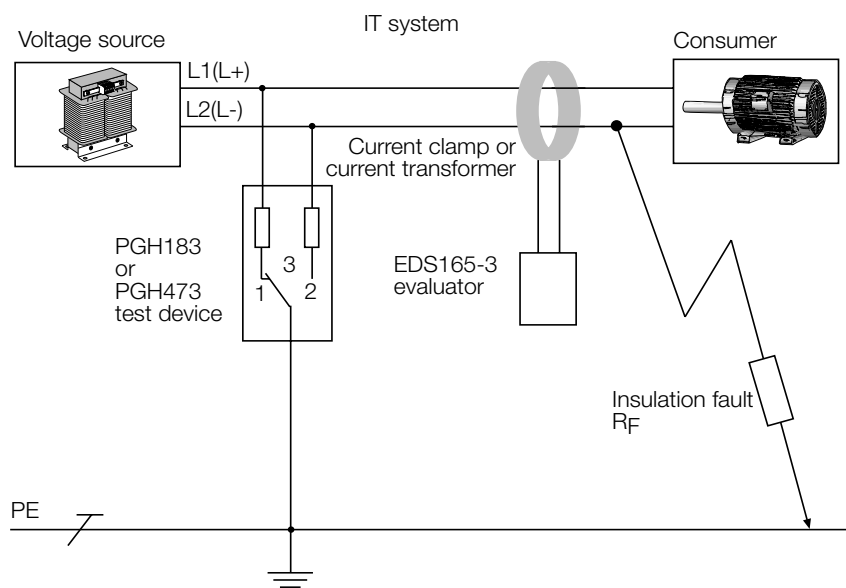 IT system
Voltage source
Consumer
L1(L+)
L2(L-)
Current clamp or
current transformer
PGH183
or
PGH473
test device
3
1
2
EDS165-3
evaluator
Insulation fault
RF
PE